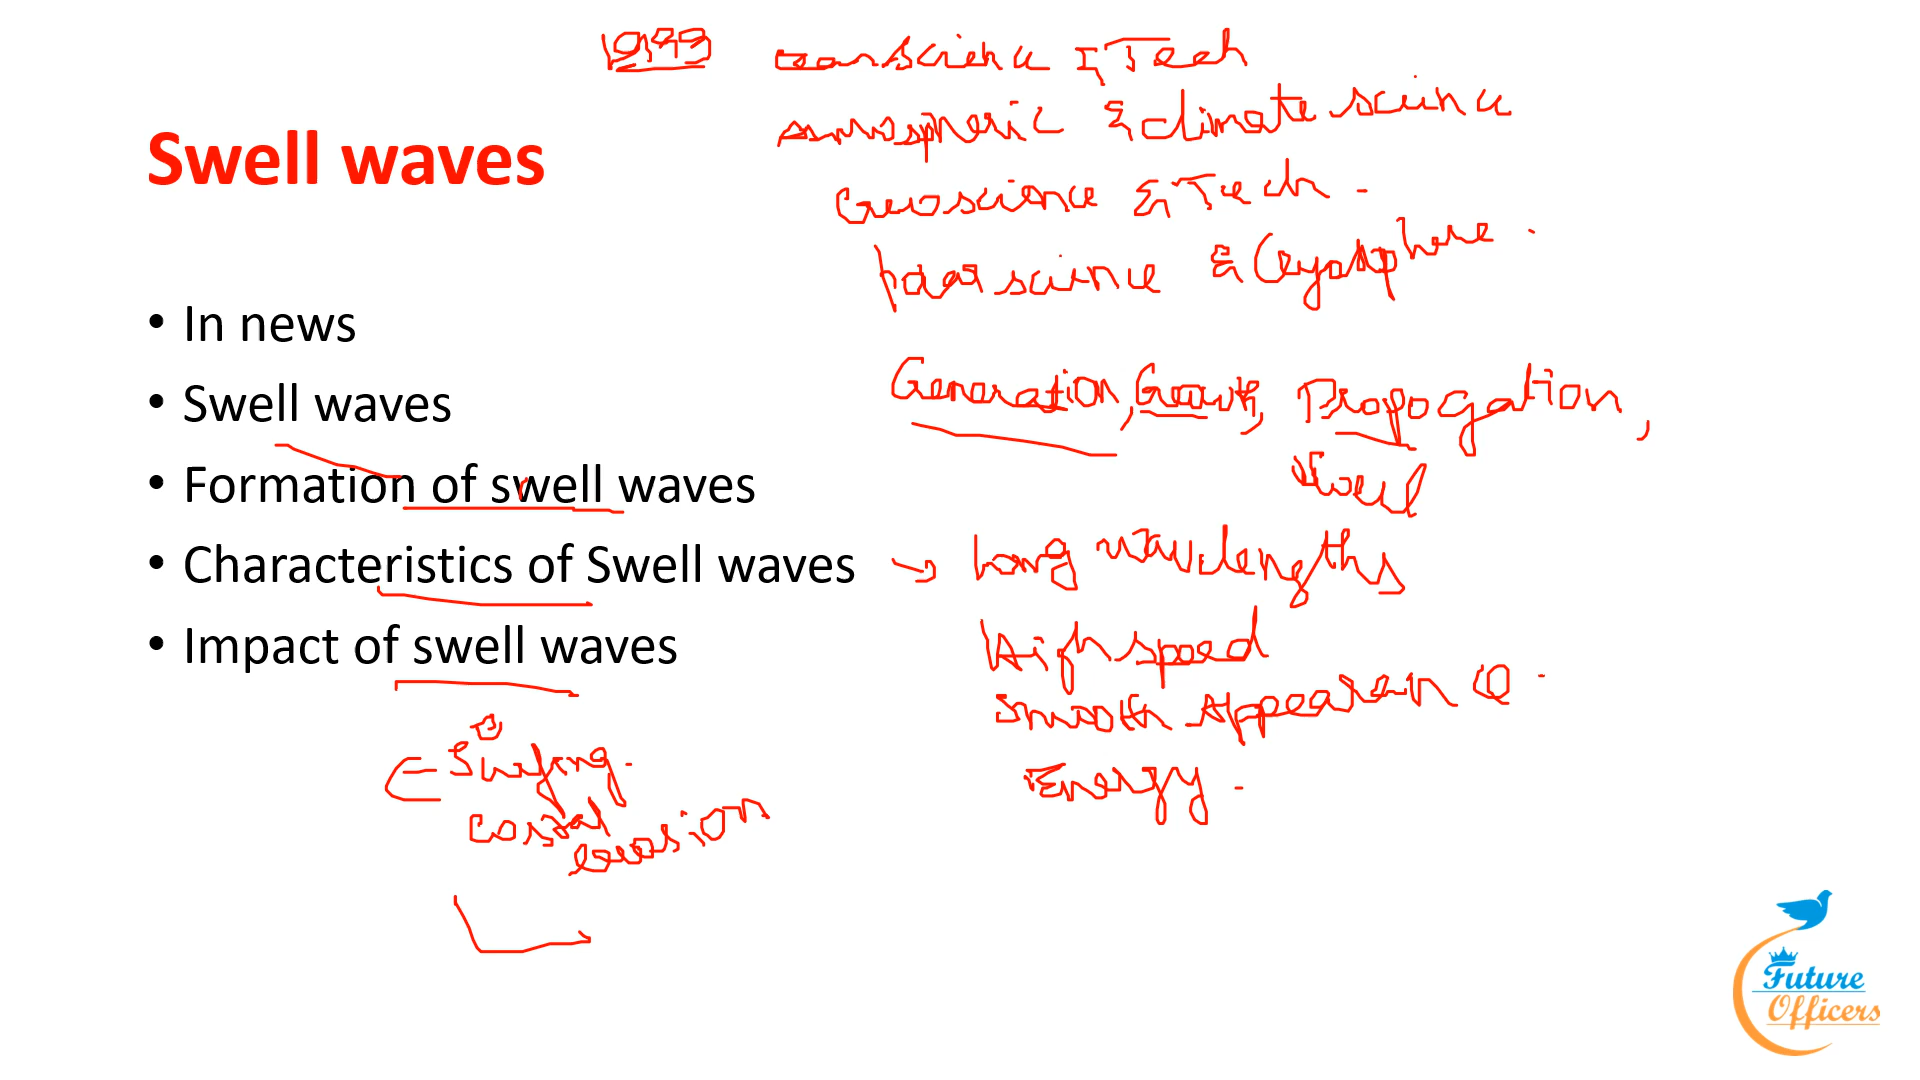 1999
Ocean Science & Tech
Atmospheric & climate science
Geoscience & Tech.
Polar science & Cryosphere.
Swell waves
• In news
• Swell waves
• Formation of swell waves
• Characteristics of Swell waves
• Impact of swell waves
Generation, Growth, Propogation,
Swell
→ Long wavelengths
High speed
Smooth Appearance.
Energy.
Surfing.
Costal erosion
Future
Officers